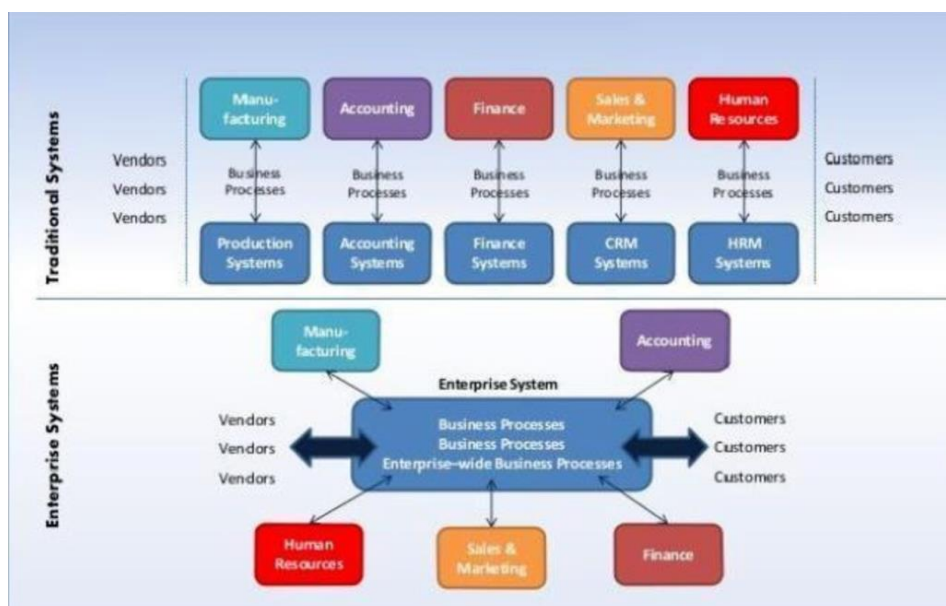 Traditional Systems
Manu-
facturing
Accounting
Finance
Sales &
Marketing
Human
Resources
Vendors
Vendors
Vendors
Business
Processes
Business
Processes
Business
Processes
Business
Processes
Business
Processes
Customers
Customers
Customers
Production
Systems
Accounting
Systems
Finance
Systems
CRM
Systems
HRM
Systems
Enterprise Systems
Manu-
facturing
Accounting
Enterprise System
Vendors
Vendors
Vendors
Business Processes
Business Processes
Enterprise-wide Business Processes
Customers
Customers
Customers
Human
Resources
Sales &
Marketing
Finance